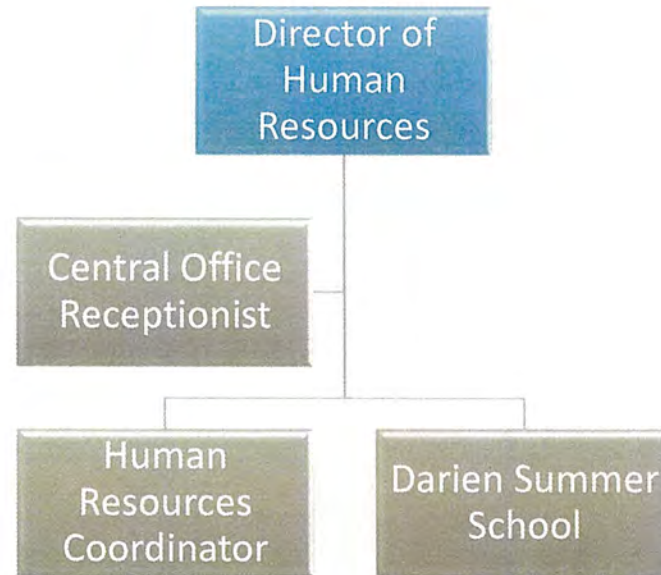 Director of
Human
Resources
Central Office
Receptionist
Human
Resources
Coordinator
Darien Summer
School